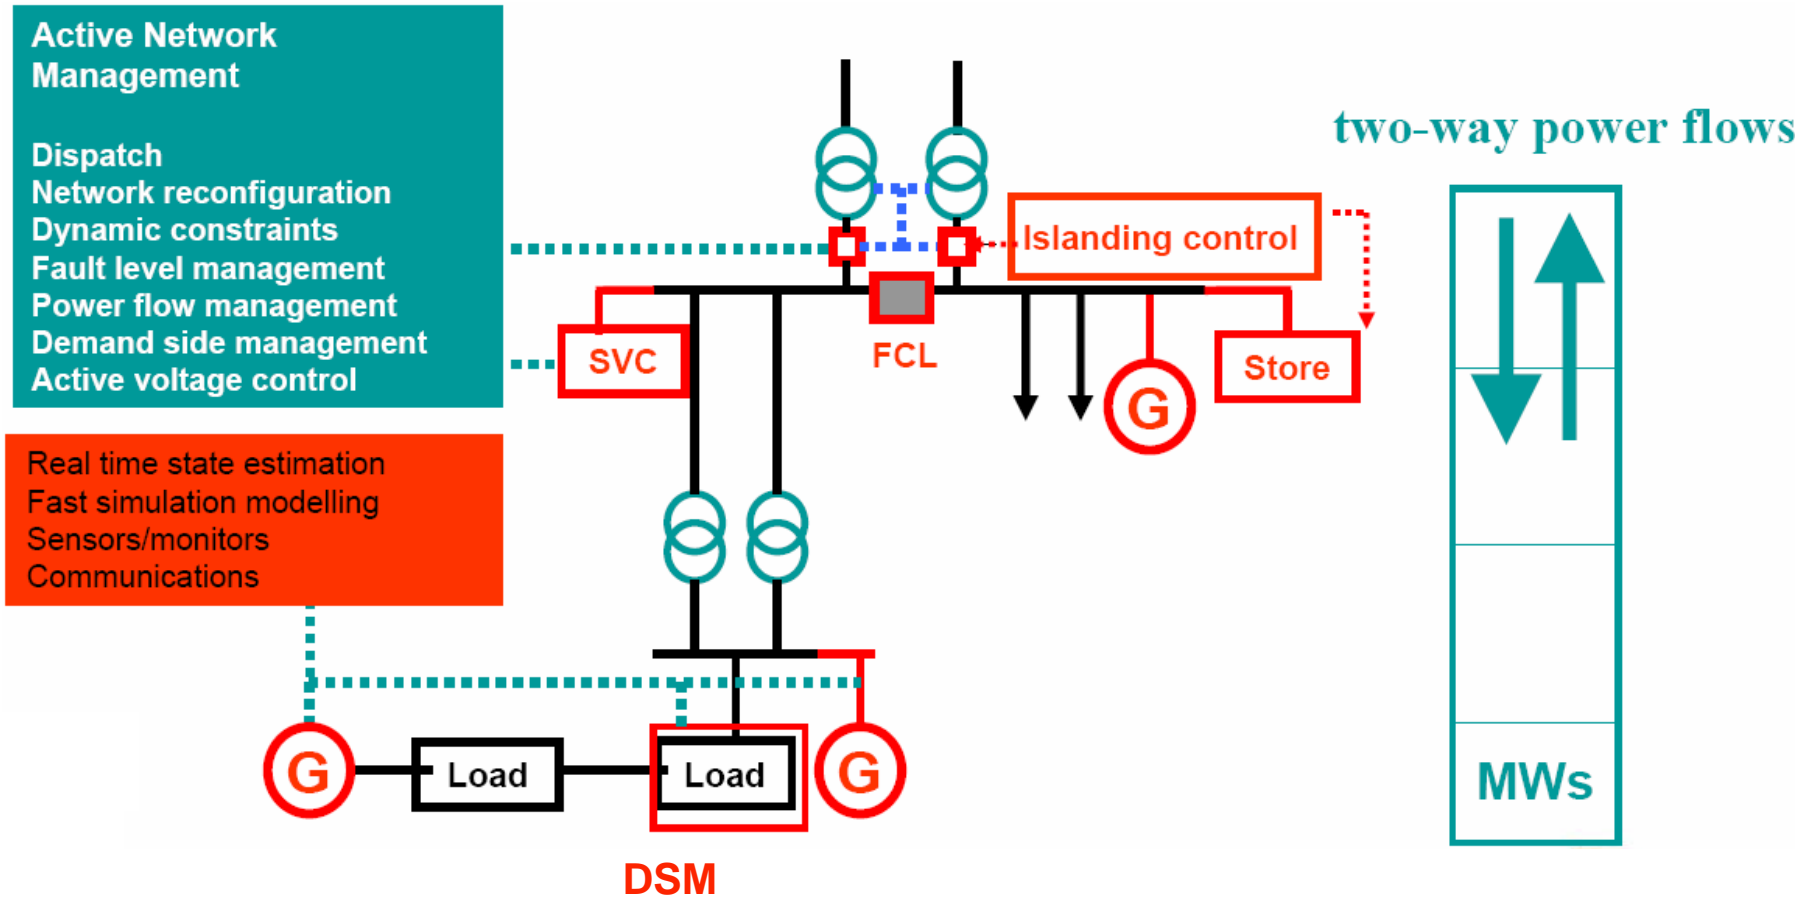 Active Network
Management
Dispatch
Network reconfiguration
Dynamic constraints
Fault level management
Power flow management
Demand side management
Active voltage control
Real time state estimation
Fast simulation modelling
Sensors/monitors
Communications
two-way power flows
Islanding control
SVC
FCL
G
Store
G
Load
Load
G
MWs
DSM